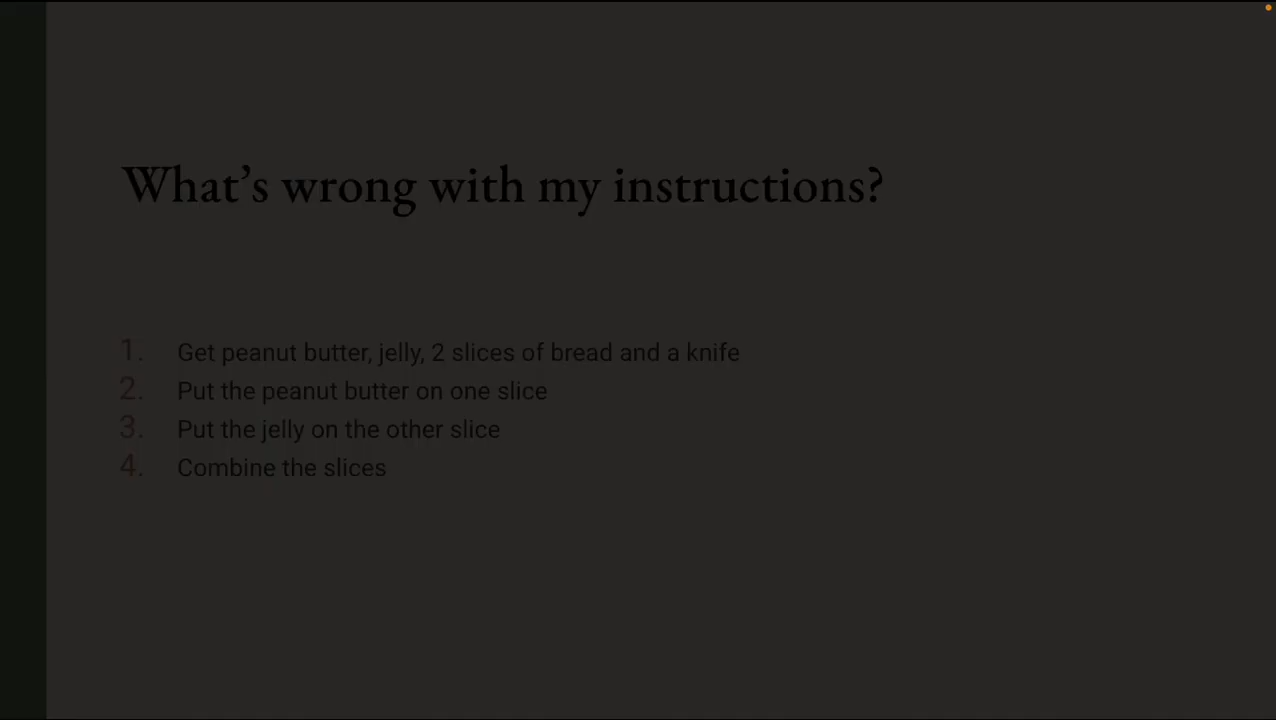 What’s wrong with my instructions?
1. Get peanut butter, jelly, 2 slices of bread and a knife
2. Put the peanut butter on one slice
3. Put the jelly on the other slice
4. Combine the slices